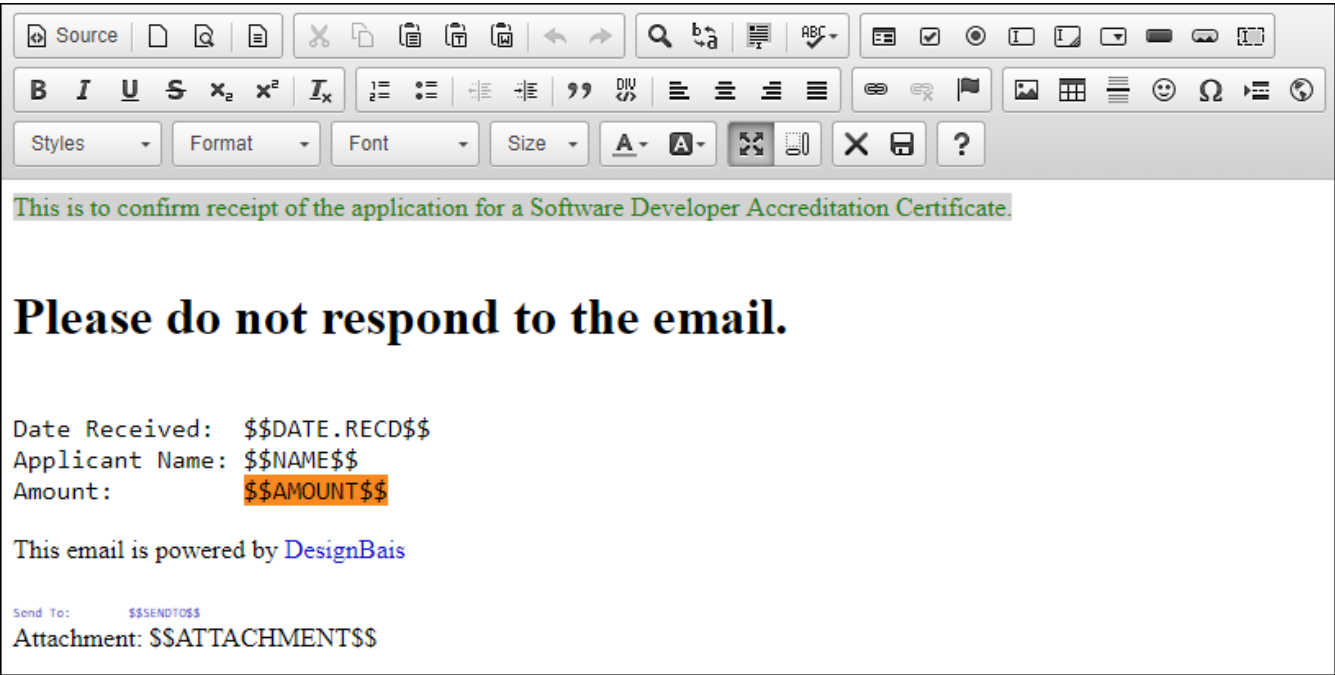 Source
Styles Format Font Size
This is to confirm receipt of the application for a Software Developer Accreditation Certificate.
Please do not respond to the email.
Date Received: $$DATE.RECD$$
Applicant Name: $$NAME$$
Amount: $$AMOUNT$$
This email is powered by DesignBais
Send To: $$SENDTO$$
Attachment: $$ATTACHMENT$$